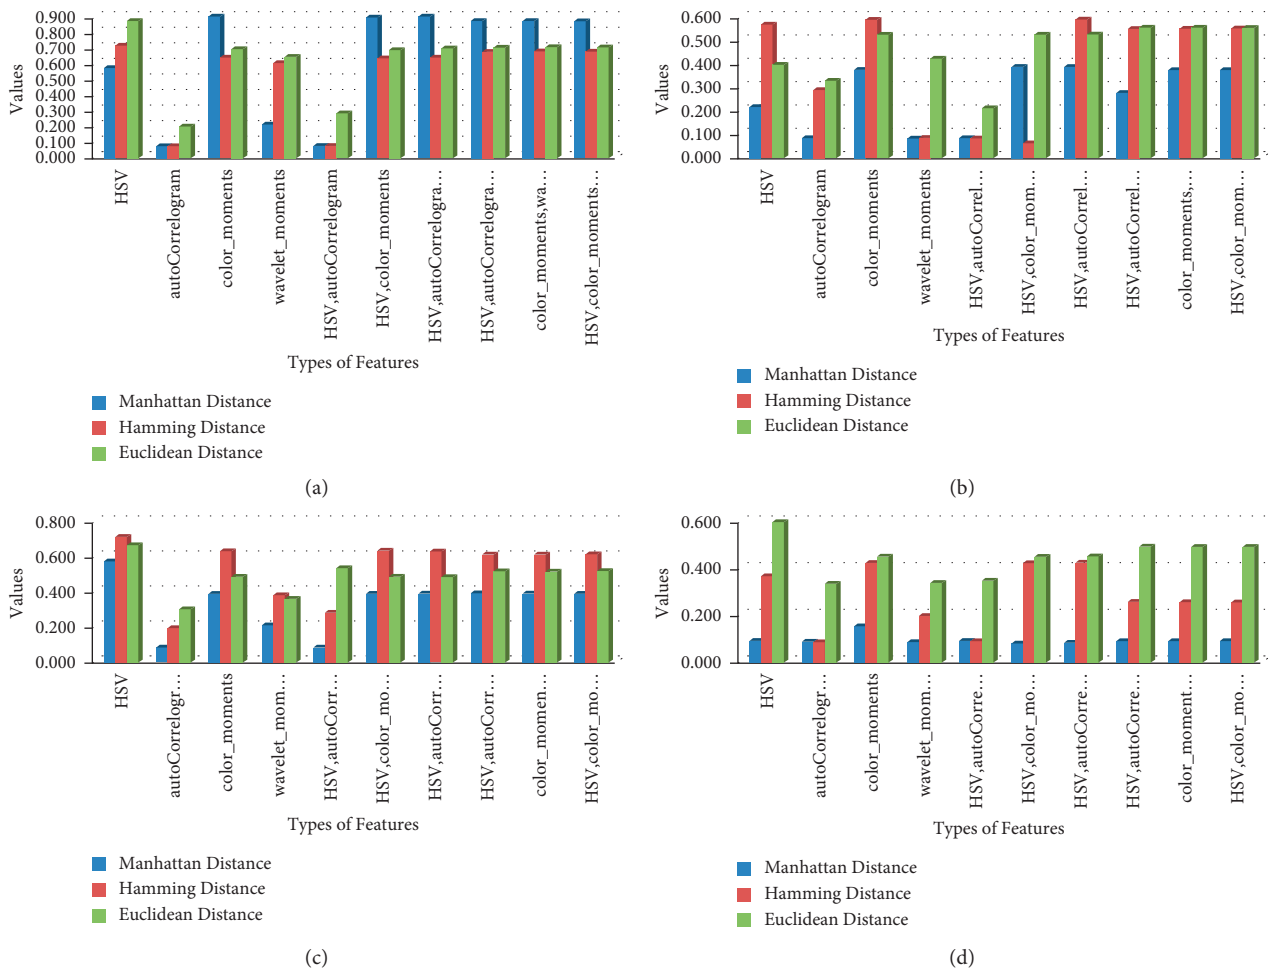 0.900
0.800
0.700
0.600
0.500
0.400
0.300
0.200
0.100
0.000
Values
HSV
autoCorrelogram
color_moments
wavelet_moments
HSV,autoCorrelogram
HSV,color_moments
HSV,autoCorrelogra…
HSV,autoCorrelogra…
color_moments,wa…
HSV,color_moments…
Types of Features
Manhattan Distance
Hamming Distance
Euclidean Distance
(a)
0.600
0.500
0.400
0.300
0.200
0.100
0.000
Values
HSV
autoCorrelogram
color_moments
wavelet_moments
HSV,autoCorrel…
HSV,color_mom…
HSV,autoCorrel…
HSV,autoCorrel…
color_moments,…
HSV,color_mom…
Types of Features
Manhattan Distance
Hamming Distance
Euclidean Distance
(b)
0.800
0.600
0.400
0.200
0.000
Values
HSV
autoCorrelogr…
color_moments
wavelet_mom…
HSV,autoCorr…
HSV,color_mo…
HSV,autoCorr…
HSV,autoCorr…
color_momen…
HSV,color_mo…
Types of Features
Manhattan Distance
Hamming Distance
Euclidean Distance
(c)
0.600
0.400
0.200
0.000
Values
HSV
autoCorrelogr…
color_moments
wavelet_mom…
HSV,autoCorre…
HSV,color_mo…
HSV,autoCorre…
HSV,autoCorre…
color_moment…
HSV,color_mo…
Types of Features
Manhattan Distance
Hamming Distance
Euclidean Distance
(d)